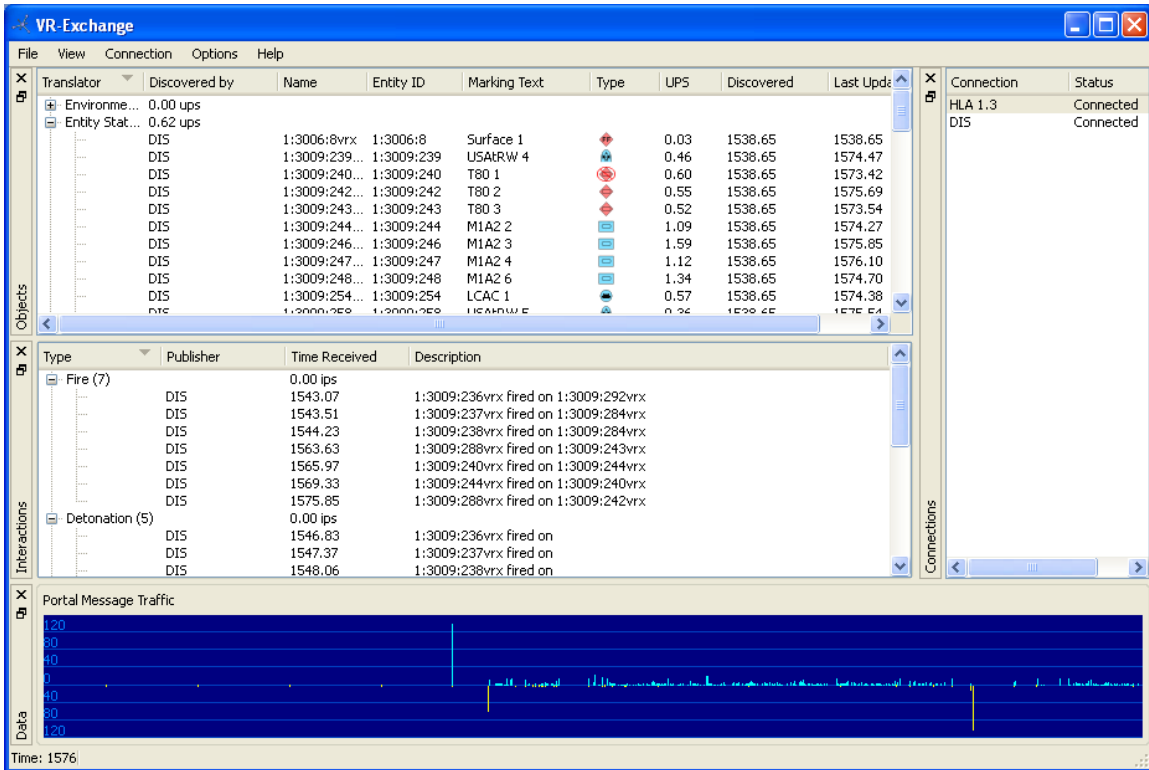 VR-Exchange
File View Connection Options Help
Translator Discovered by Name Entity ID Marking Text Type UPS Discovered Last Upda
Environme... 0.00 ups
Entity Stat... 0.62 ups
DIS 1:3006:8vrx 1:3006:8 Surface 1 0.03 1538.65 1538.65
DIS 1:3009:239... 1:3009:239 USAtRW 4 0.46 1538.65 1574.47
DIS 1:3009:240... 1:3009:240 T80 1 0.60 1538.65 1573.42
DIS 1:3009:242... 1:3009:242 T80 2 0.55 1538.65 1575.69
DIS 1:3009:243... 1:3009:243 T80 3 0.52 1538.65 1573.54
DIS 1:3009:244... 1:3009:244 M1A2 2 1.09 1538.65 1574.27
DIS 1:3009:246... 1:3009:246 M1A2 3 1.59 1538.65 1575.85
DIS 1:3009:247... 1:3009:247 M1A2 4 1.12 1538.65 1576.10
DIS 1:3009:248... 1:3009:248 M1A2 6 1.34 1538.65 1574.70
DIS 1:3009:254... 1:3009:254 LCAC 1 0.57 1538.65 1574.38
Objects
Connection Status
HLA 1.3 Connected
DIS Connected
Connections
Type Publisher Time Received Description
Fire (7) 0.00 ips
DIS 1543.07 1:3009:236vrx fired on 1:3009:292vrx
DIS 1543.51 1:3009:237vrx fired on 1:3009:284vrx
DIS 1544.23 1:3009:238vrx fired on 1:3009:284vrx
DIS 1563.63 1:3009:288vrx fired on 1:3009:243vrx
DIS 1565.97 1:3009:240vrx fired on 1:3009:244vrx
DIS 1569.33 1:3009:244vrx fired on 1:3009:240vrx
DIS 1575.85 1:3009:288vrx fired on 1:3009:242vrx
Detonation (5) 0.00 ips
DIS 1546.83 1:3009:236vrx fired on
DIS 1547.37 1:3009:237vrx fired on
DIS 1548.06 1:3009:238vrx fired on
Interactions
Portal Message Traffic
120
80
40
0
40
80
120
Data
Time: 1576